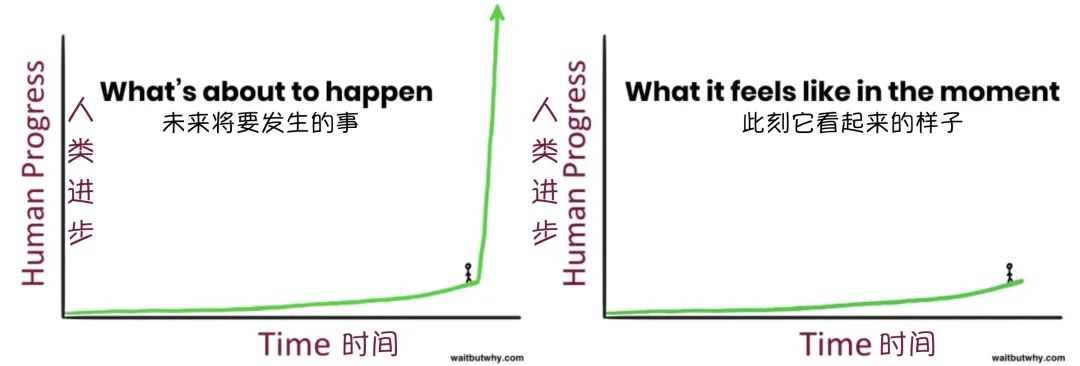 Human Progress
人类进步
What's about to happen
未来将要发生的事
Time 时间
waitbutwhy.com
Human Progress
人类进步
What it feels like in the moment
此刻它看起来的样子
Time 时间
waitbutwhy.com